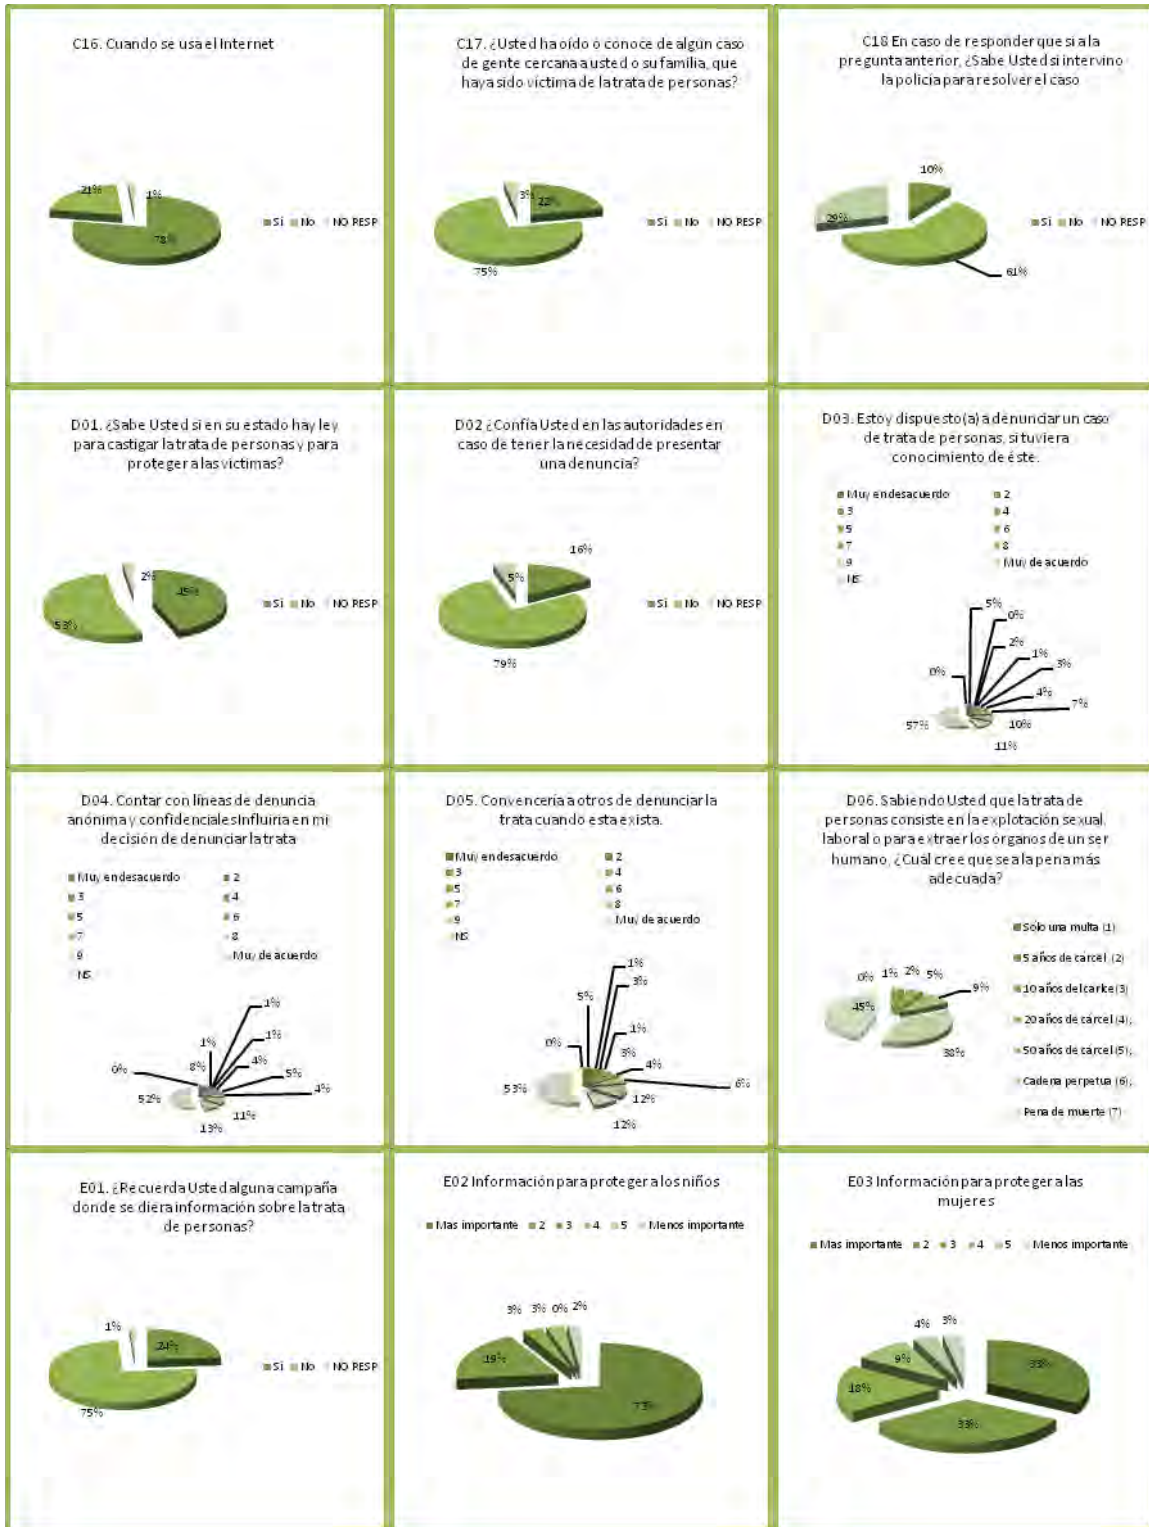 C16. Cuando se usa el Internet
21%
1%
78%
Si No NO RESP
C17. ¿Usted ha oído o conoce de algun caso
de gente cercana a usted o su familia, que
haya sido víctima de la trata de personas?
3%
22%
75%
Si No NO RESP
C18 En caso de responder que si a la
pregunta anterior, ¿Sabe Usted si intervino
la policía para resolver el caso
10%
29%
61%
Si No NO RESP
D01. ¿Sabe Usted si en su estado hay ley
para castigar la trata de personas y para
proteger a las víctimas?
2%
45%
53%
Si No NO RESP
D02 ¿Confía Usted en las autoridades en
caso de tener la necesidad de presentar
una denuncia?
16%
5%
79%
Si No NO RESP
D03. Estoy dispuesto(a) a denunciar un caso
de trata de personas, si tuviera
conocimiento de éste.
Muy en desacuerdo 2
3 4
5 6
7 8
9 Muy de acuerdo
NS
5%
0%
2%
1%
0%
3%
4%
7%
57%
10%
11%
D04. Contar con líneas de denuncia
anónima y confidenciales Influiría en mi
decisión de denunciar la trata
Muy en desacuerdo 2
3 4
5 6
7 8
9 Muy de acuerdo
NS
1%
1%
1%
8%
4%
0%
5%
4%
52%
11%
13%
D05. Convencería a otros de denunciar la
trata cuando esta exista.
Muy en desacuerdo 2
3 4
5 6
7 8
9 Muy de acuerdo
NS
1%
3%
5%
1%
0%
3%
4%
6%
53%
12%
12%
D06. Sabiendo Usted que la trata de
personas consiste en la explotación sexual,
laboral o para extraer los órganos de un ser
humano, ¿Cuál cree que sea la pena más
adecuada?
0% 1% 2% 5%
9%
45%
38%
Sólo una multa (1)
5 años de cárcel (2)
10 años de
20 años de cárcel (4),
50 años de cárcel (5),
Cadena perpetua (6),
Pena de muerte (7)
E01. ¿Recuerda Usted alguna campaña
donde se diera información sobre la trata
de personas?
1%
24%
75%
Si No NO RESP
E02 Información para proteger a los niños
Mas importante 2 3 4 5 Menos importante
3% 3% 0% 2%
19%
73%
E03 Información para proteger a las
mujeres
Mas importante 2 3 4 5 Menos importante
4% 3%
9%
18%
33%
33%